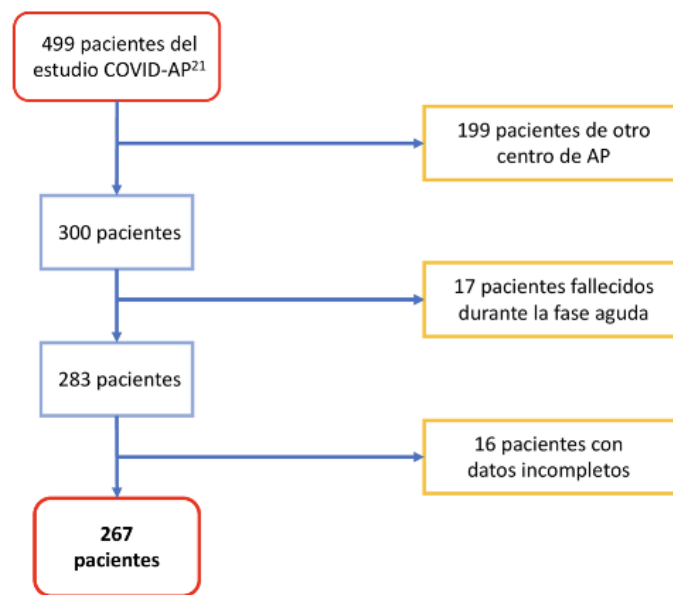 499 pacientes del
estudio COVID-AP²¹
199 pacientes de otro
centro de AP
300 pacientes
17 pacientes fallecidos
durante la fase aguda
283 pacientes
16 pacientes con
datos incompletos
267
pacientes